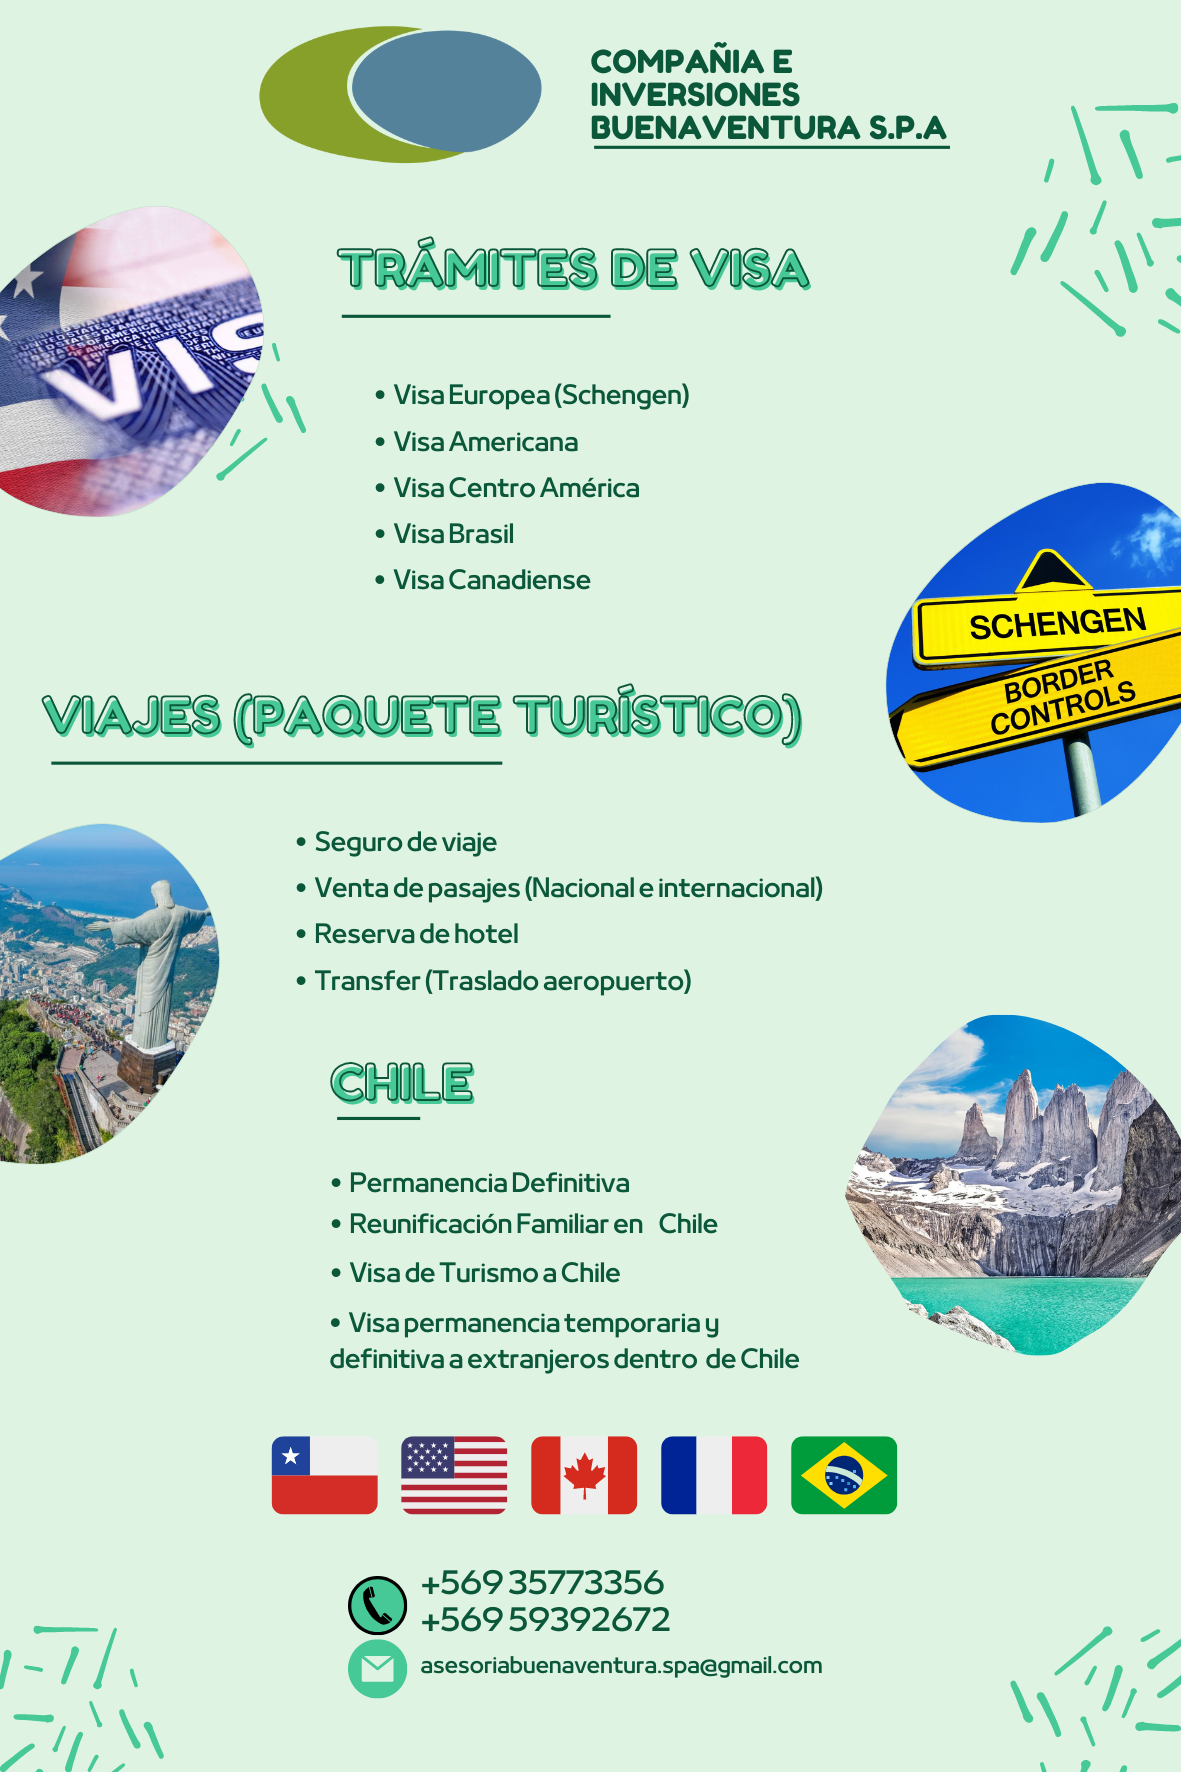 COMPAÑIA E
INVERSIONES
BUENAVENTURA S.P.A
TRÁMITES DE VISA
VIS
• Visa Europea (Schengen)
• Visa Americana
• Visa Centro América
• Visa Brasil
• Visa Canadiense
SCHENGEN
BORDER
CONTROLS
VIAJES (PAQUETE TURÍSTICO)
• Seguro de viaje
• Venta de pasajes (Nacional e internacional)
• Reserva de hotel
• Transfer (Traslado aeropuerto)
CHILE
• Permanencia Definitiva
• Reunificación Familiar en Chile
• Visa de Turismo a Chile
• Visa permanencia temporaria y
definitiva a extranjeros dentro de Chile
+569 35773356
+569 59392672
asesoriabuenaventura.spa@gmail.com